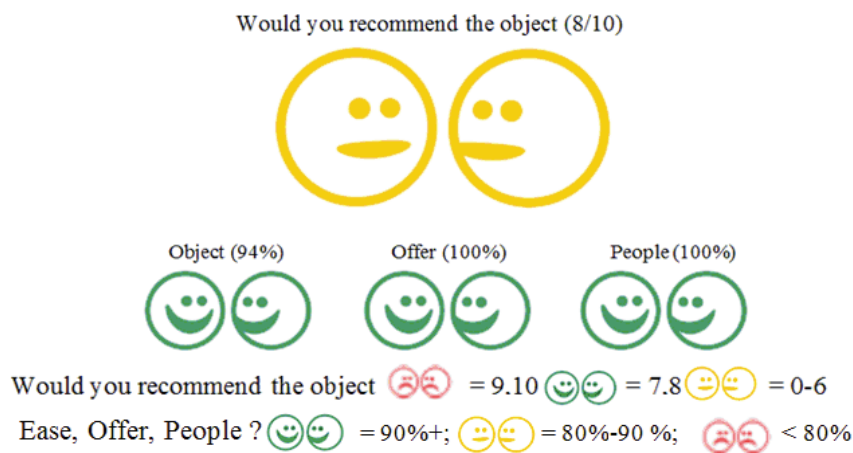 Would you recommend the object (8/10)
Object (94%) Offer (100%) People (100%)
Would you recommend the object = 9.10 = 7.8 = 0-6
Ease, Offer, People ? = 90%+; = 80%-90 %; < 80%